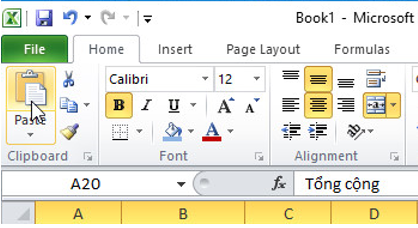 Book1 - Microsoft
File Home Insert Page Layout Formulas
Calibri 12 A A
Paste B I U A
Clipboard Font Alignment
A20 fx Tổng cộng
A B C D